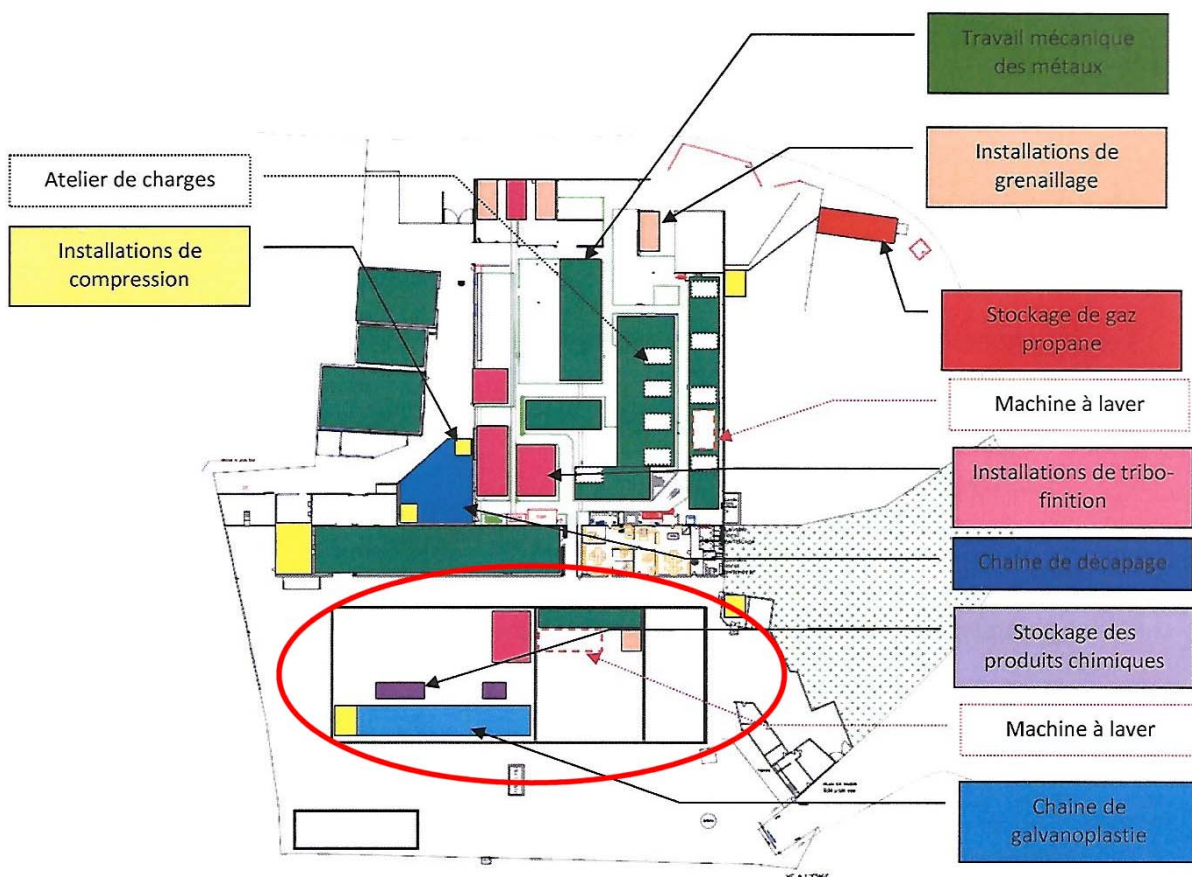 Travail mécanique
des métaux
Installations de
grenaillage
Atelier de charges
Installations de
compression
Stockage de gaz
propane
Machine à laver
Installations de tribo-
finition
Chaine de décapage
Stockage des
produits chimiques
Machine à laver
Chaine de
galvanoplastie